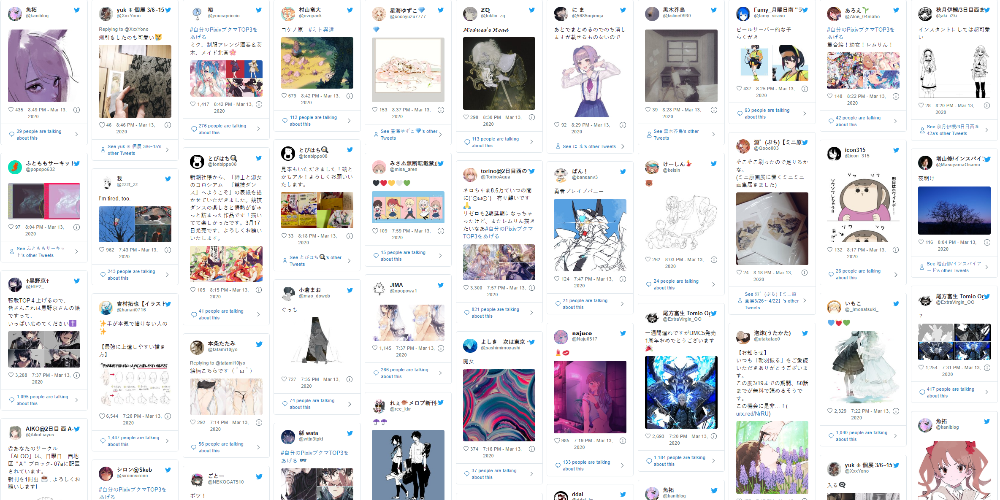 魚拓
@kaniblog
435 8:49 PM - Mar 13,
2020
29 people are talking
about this
ふとももサーキット
@popopo632
97 8:04 PM - Mar 13,
2020
See ふとももサーキッ
ト's other Tweets
✝黒野京✝
@RIP2_
転載TOP４上げるので、
皆さんこれは黒野京さんの絵
ですって、
いっぱい広めてください✝️
3,288 7:37 PM - Mar 13,
2020
1,095 people are talking
about this
AIKO@2日目 西 A-
@AikoLiayus
◎あなたのサークル
「ALOO」は、日曜日　西地
区 "A" ブロック- 07aに配置
されています。
新刊を1冊出 ☕ . よろしくお
願いします!
yuk ✳ 個展 3/6~15
@XxxYono
Replying to @XxxYono
蝋引きしたのも可愛い😿
46 8:46 PM - Mar 13,
2020
See yuk ✳ 個展 3/6~15's
other Tweets
我
@zzzf_zz
I'm tired, too.
962 7:43 PM - Mar 13,
2020
243 people are talking
about this
吉村拓也【イラスト
@hanari0716
✨手が本気で描けない人の
✨
【最強に上達しやすい描き
方】
"手が本気で描けない人の[上達しやすい描き方]
6,544 7:20 PM - Mar 13,
2020
1,447 people are talking
about this
シロン@Skeb
@sironnsironn
#自分のPixivブクマTOP3を
あげる
裕
@youcapriccio
#自分のPixivブクマTOP3を
あげる
ミク、制服アレンジ酒呑＆茨
木、メイド北斎🌸
1,417 8:42 PM - Mar 13,
2020
276 people are talking
about this
とびはち🍳
@tonbippo08
新潮社様から、「紳士と淑女
のコロシアム　『競技ダン
ス』へようこそ」の表紙を描
かせていただきました。競技
ダンスの楽しさと情熱がぎゅ
っと詰まった作品です！描い
てて楽しかったです。3月17
日発売です、よろしくお願い
いたします。
105 8:15 PM - Mar 13,
2020
41 people are talking
about this
本条たたみ
@tatami10jyo
Replying to @tatami10jyo
絵柄こちらです（＾ω＾）
292 7:14 PM - Mar 13,
2020
56 people are talking
about this
ごとー
@NEKOCAT510
ポッ！
村山竜大
@ovopack
コケノ原　#ミト異譚
679 8:42 PM - Mar 13,
2020
112 people are talking
about this
とびはち🍳
@tonbippo08
見本もいただきました！端と
かもアル！よろしくお願いい
たします。
33 8:18 PM - Mar 13,
2020
See とびはち🍳's other
Tweets
小倉まお
@mao_dowob
ぐっも
727 7:35 PM - Mar 13,
2020
74 people are talking
about this
緜 wata
@wttn3tpkt
#自分のPixivブクマTOP3を
あげる 👓
星海ゆずこ💎
@cocoyuzu7777
💎
153 8:37 PM - Mar 13,
2020
See 星海ゆずこ💎's other
Tweets
みさ⚠無断転載禁止
@misa_aren
🖤❤️💛🤍💚
109 7:59 PM - Mar 13,
2020
15 people are talking
about this
JIMA
@opopowa1
1,145 7:37 PM - Mar 13,
2020
266 people are talking
about this
れぇ🥩メロブ新刊
@ree_kkr
☂☂
ZQ
@toktin_zq
Medusa's Head
298 8:30 PM - Mar 13,
2020
113 people are talking
about this
torino@2日目西の
@TorinoAqua
ネロちゃま8.5万ていつの間
に(´⊙ω⊙`)　有り難いです
🙏
リゼロも2期延期になっちゃ
ったけど、またレムりん描き
たいなあ#自分のPixivブクマ
TOP3をあげる
3,300 7:57 PM - Mar 13,
2020
821 people are talking
about this
よしき　次は東京・
@sashimimoyashi
魔女
374 7:16 PM - Mar 13,
2020
37 people are talking
about this
に ま
@5685nqimqa
あとでまとめるのでのち消し
ますが載せるものないので…
92 8:29 PM - Mar 13,
2020
See に ま's other Tweets
ばん！
@bansanv3
勇者ブレイブバニー
124 7:47 PM - Mar 13,
2020
21 people are talking
about this
najuco
@Naju0517
💄💋
985 7:19 PM - Mar 13,
2020
133 people are talking
about this
ddal
@ddal_kr
黒木芥鳥
@ksline0930
39 8:28 PM - Mar 13,
2020
See 黒木芥鳥's other
Tweets
けーしん💃
@keisin
🐻
262 8:03 PM - Mar 13,
2020
24 people are talking
about this
尾方富生 Tomio Og
@ExtraVirgin_OO
一週間遅れですがDMC5発売
1周年おめでとうございます
🎉
2,693 7:20 PM - Mar 13,
2020
1,184 people are talking
about this
魚拓
@kaniblog
Famy_月曜日南 "ラ
@famy_siraso
ビールサーバー的な子
らくがき
437 8:25 PM - Mar 13,
2020
93 people are talking
about this
淵゛(ぶち)【ミニ原
@Qooo003
そこそこ刷ったので足りるか
な。
(ミニ原画展に置くミニミニ
画集届きました)
24 8:18 PM - Mar 13,
2020
See 淵゛(ぶち)【ミニ原
画展3/26〜4/22】's other
Tweets
泡沫(うたかた)
@utakatao0
【お知らせ】
いつも「朝羽振る」をご愛読
いただきありがとうございま
す。
この度3/19までの期間、50話
までが無料で読めるそうで
す。
この機会に是非…！(
urx.red/NrRU)
あろえ🌱
@Aloe_04maho
#自分のPixivブクマTOP3を
あげる
集合絵！幼女！レムりん！
148 8:22 PM - Mar 13,
2020
42 people are talking
about this
icon315
@icon_315
ソワ ソワ
ソワソワしちゃう!!
明日はホワイトデー！
ソワ ソワ
132 8:17 PM - Mar 13,
2020
26 people are talking
about this
いもこ
@_Imonatsuki_
💙❤️💚
2,329 7:22 PM - Mar 13,
2020
1,040 people are talking
about this
yuk ✳ 個展 3/6~15
@XxxYono
入る👁‍🗨
秋月伊槻/3日目西ま
@aki_i2ki
インスタントにしては超可愛
い
28 8:20 PM - Mar 13,
2020
See 秋月伊槻/3日目西ま
42a's other Tweets
増山修/インスパイア
@MasuyamaOsamu
夜明け
116 8:04 PM - Mar 13,
2020
See 増山修/インスパイア
ード's other Tweets
尾方富生 Tomio Og
@ExtraVirgin_OO
？
1,254 7:31 PM - Mar 13,
2020
417 people are talking
about this
魚拓
@kaniblog